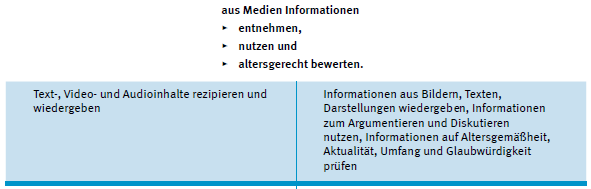 aus Medien Informationen
► entnehmen,
► nutzen und
► altersgerecht bewerten.
Text-, Video- und Audioinhalte rezipieren und
wiedergeben
Informationen aus Bildern, Texten,
Darstellungen wiedergeben, Informationen
zum Argumentieren und Diskutieren
nutzen, Informationen auf Altersgemäßheit,
Aktualität, Umfang und Glaubwürdigkeit
prüfen